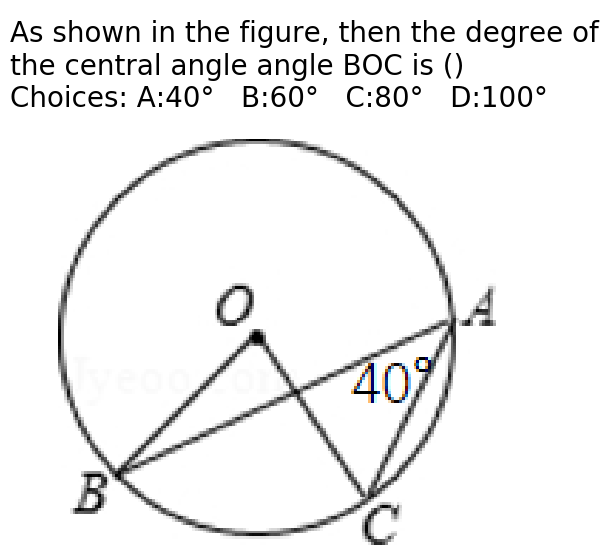 As shown in the figure, then the degree of
the central angle angle BOC is ()
Choices: A:40° B:60° C:80° D:100°
O
A
40°
B
C